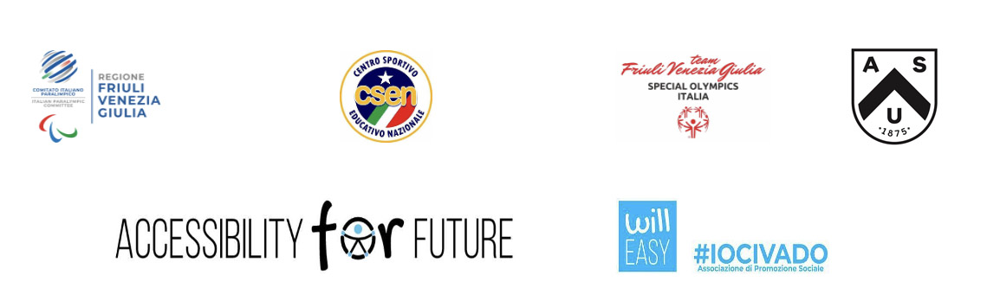 COMITATO ITALIANO
PARALIMPICO
ITALIAN PARALYMPIC
COMMITTEE
REGIONE
FRIULI
VENEZIA
GIULIA
CENTRO SPORTIVO
csen
EDUCATIVO NAZIONALE
team
Friuli Venezia Giulia
SPECIAL OLYMPICS
ITALIA
A S
U
·1875·
ACCESSIBILITY for FUTURE
will
EASY
#IOCIVADO
Associazione di Promozione Sociale